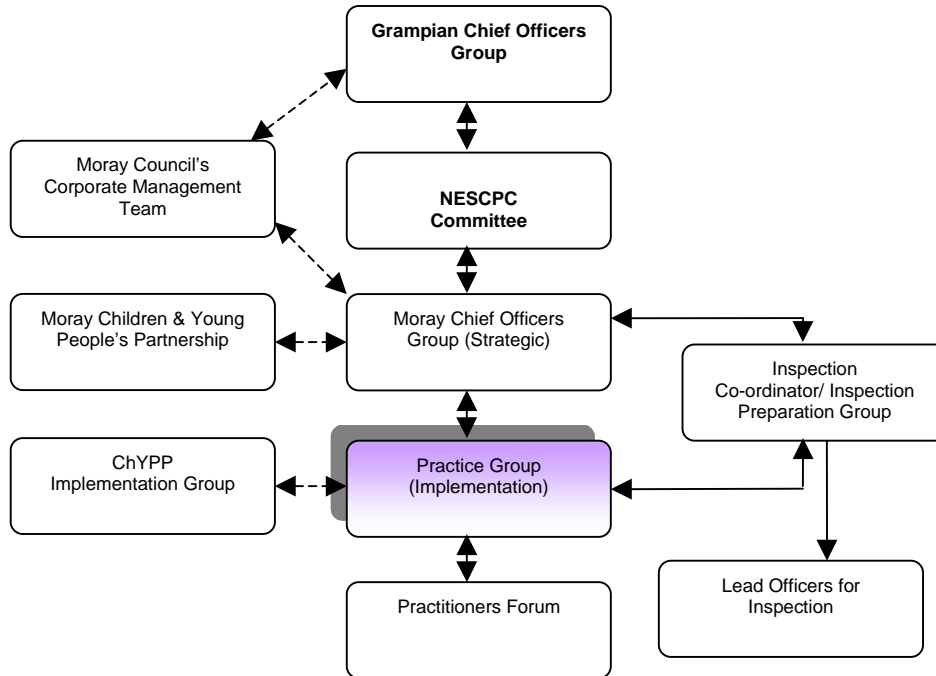 Grampian Chief Officers
Group
Moray Council's
Corporate Management
Team
NESCPC
Committee
Moray Children & Young
People's Partnership
Moray Chief Officers
Group (Strategic)
Inspection
Co-ordinator/ Inspection
Preparation Group
ChYPP
Implementation Group
Practice Group
(Implementation)
Practitioners Forum
Lead Officers for
Inspection